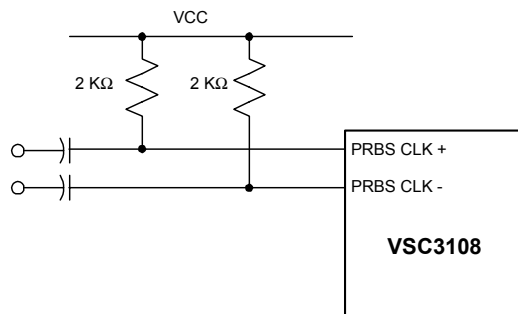 VCC
2 KΩ
2 KΩ
PRBS CLK +
PRBS CLK -
VSC3108